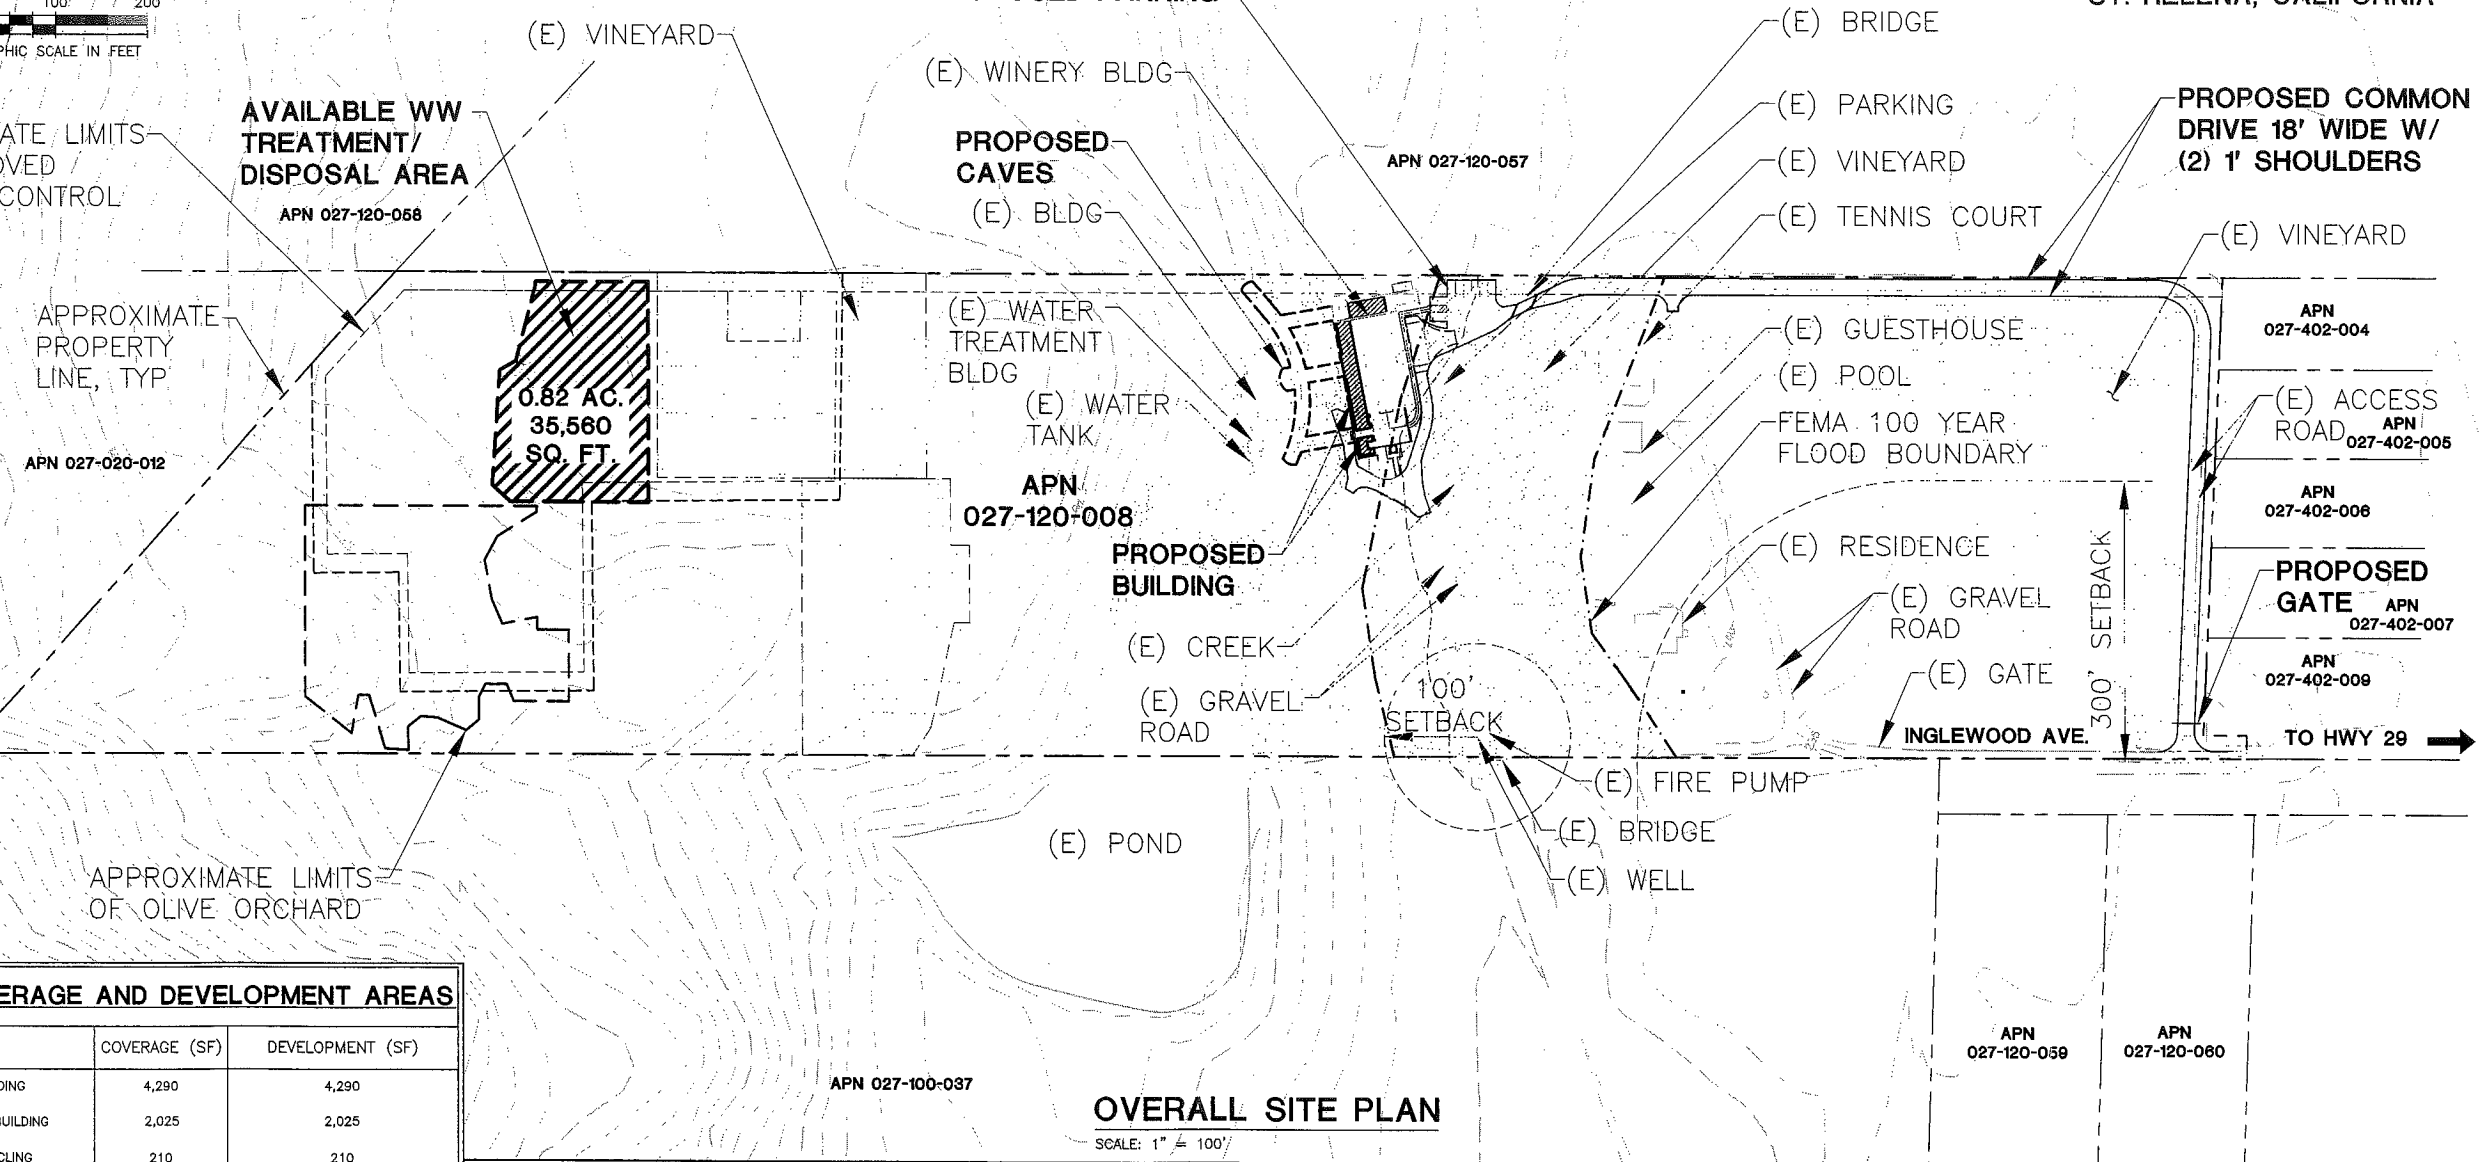 100 200
SCALE IN FEET
(E) VINEYARD
PARKING
HELENA, CALIFORNIA
(E) BRIDGE
(E) WINERY BLDG
AVAILABLE WW
TREATMENT/
DISPOSAL AREA
APN 027-120-058
LIMITS
CONTROL
PROPOSED
CAVES
(E) BLDG
APN 027-120-057
(E) PARKING
(E) VINEYARD
(E) TENNIS COURT
PROPOSED COMMON
DRIVE 18' WIDE W/
(2) 1' SHOULDERS
(E) VINEYARD
APPROXIMATE
PROPERTY
LINE, TYP
APN 027-020-012
0.82 AC.
35,560
SQ. FT.
(E) WATER
TREATMENT
BLDG
(E) WATER
TANK
APN
027-120-008
PROPOSED
BUILDING
(E) GUESTHOUSE
(E) POOL
FEMA 100 YEAR
FLOOD BOUNDARY
(E) RESIDENCE
(E) GRAVEL
ROAD
(E) GATE
APN
027-402-004
(E) ACCESS
ROAD
APN
027-402-005
APN
027-402-006
PROPOSED
GATE
APN
027-402-007
APN
027-402-009
300' SETBACK
INGLEWOOD AVE.
TO HWY 29
(E) CREEK
(E) GRAVEL
ROAD
100'
SETBACK
(E) FIRE PUMP
(E) BRIDGE
(E) WELL
(E) POND
APPROXIMATE LIMITS
OF OLIVE ORCHARD
AND DEVELOPMENT AREAS
COVERAGE (SF) DEVELOPMENT (SF)
4,290 4,290
BUILDING 2,025 2,025
210 210
APN 027-100-037
APN
027-120-059
APN
027-120-060
OVERALL SITE PLAN
SCALE: 1" = 100'